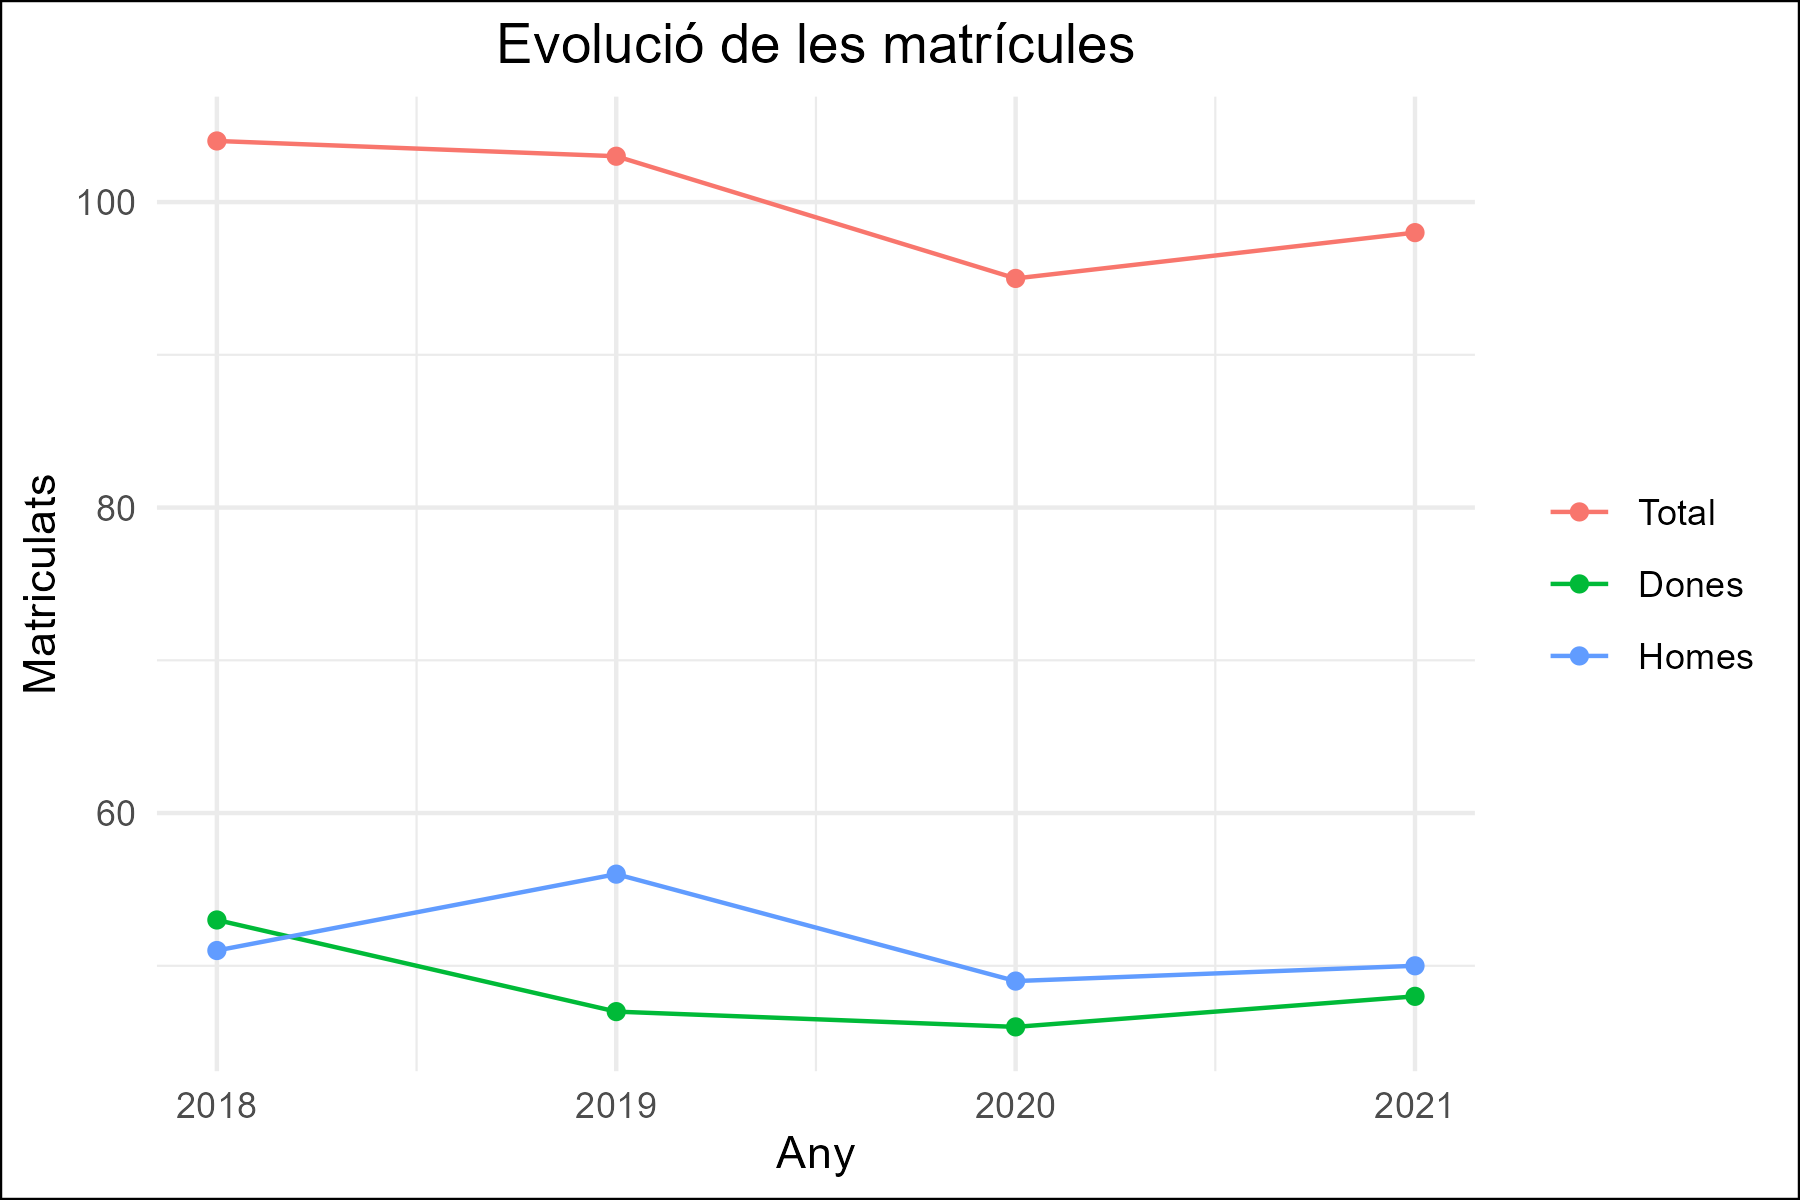 Evolució de les matrícules
100
80
60
Matriculats
2018 2019 2020 2021
Any
Total
Dones
Homes